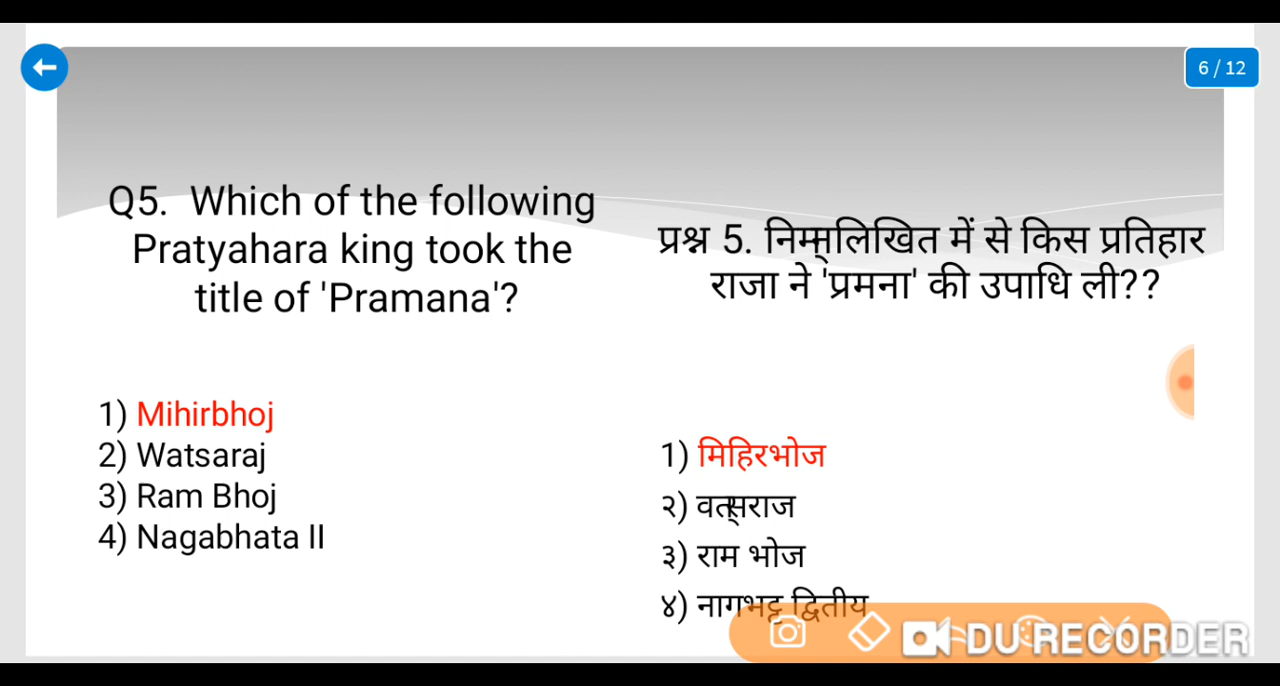 6 / 12
Q5. Which of the following
Pratyahara king took the
title of 'Pramana'?
1) Mihirbhoj
2) Watsaraj
3) Ram Bhoj
4) Nagabhata II
प्रश्न 5. निम्नलिखित में से किस प्रतिहार
राजा ने 'प्रमना' की उपाधि ली??
1) मिहिरभोज
२) वत्सराज
३) राम भोज
४) नागभट्ट द्वितीय
DU RECORDER